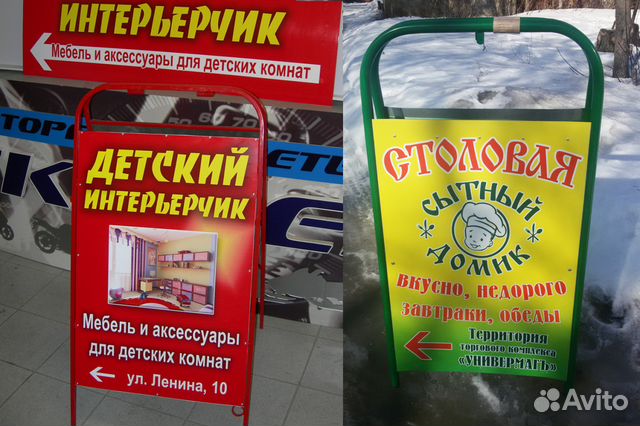 ИНТЕРЬЕРЧИК
Мебель и аксессуары для детских комнат
ДЕТСКИЙ
ИНТЕРЬЕРЧИК
Мебель и аксессуары
для детских комнат
ул. Ленина, 10
СТОЛОВАЯ
СЫТНЫЙ
ДОМИК
вкусно, недорого
завтраки, обеды
Территория
торгового комплекса
«УНИВЕРМАГЪ»
Avito